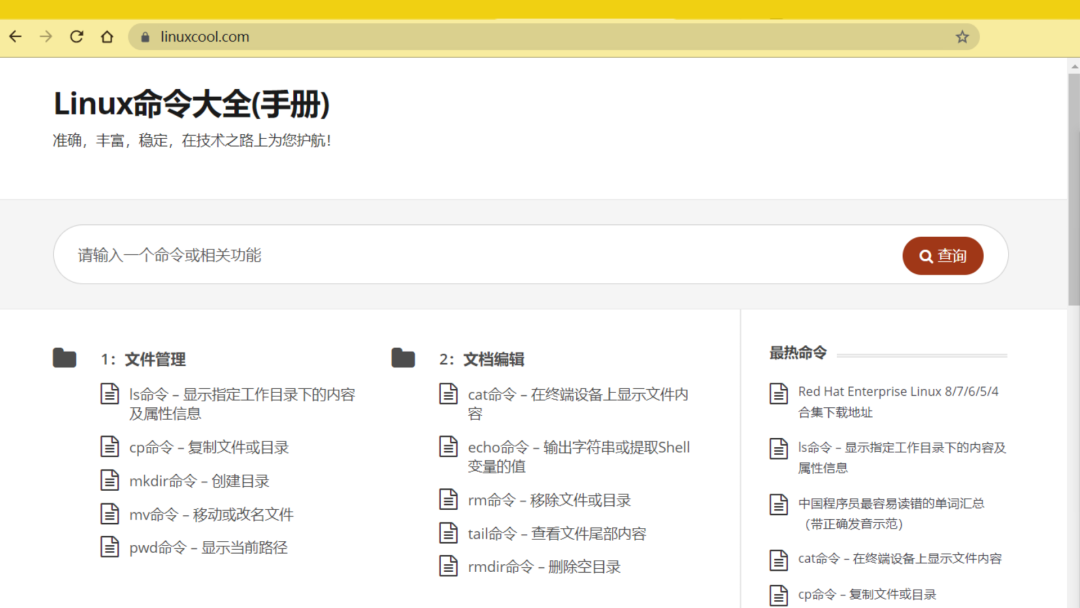 linuxcool.com
Linux命令大全(手册)
准确，丰富，稳定，在技术之路上为您护航！
请输入一个命令或相关功能
查询
1：文件管理
ls命令 – 显示指定工作目录下的内容
及属性信息
cp命令 – 复制文件或目录
mkdir命令 – 创建目录
mv命令 – 移动或改名文件
pwd命令 – 显示当前路径
2：文档编辑
cat命令 – 在终端设备上显示文件内
容
echo命令 – 输出字符串或提取Shell
变量的值
rm命令 – 移除文件或目录
tail命令 – 查看文件尾部内容
rmdir命令 – 删除空目录
最热命令
Red Hat Enterprise Linux 8/7/6/5/4
合集下载地址
ls命令 – 显示指定工作目录下的内容及
属性信息
中国程序员最容易读错的单词汇总
（带正确发音示范）
cat命令 – 在终端设备上显示文件内容
cp命令 – 复制文件或目录